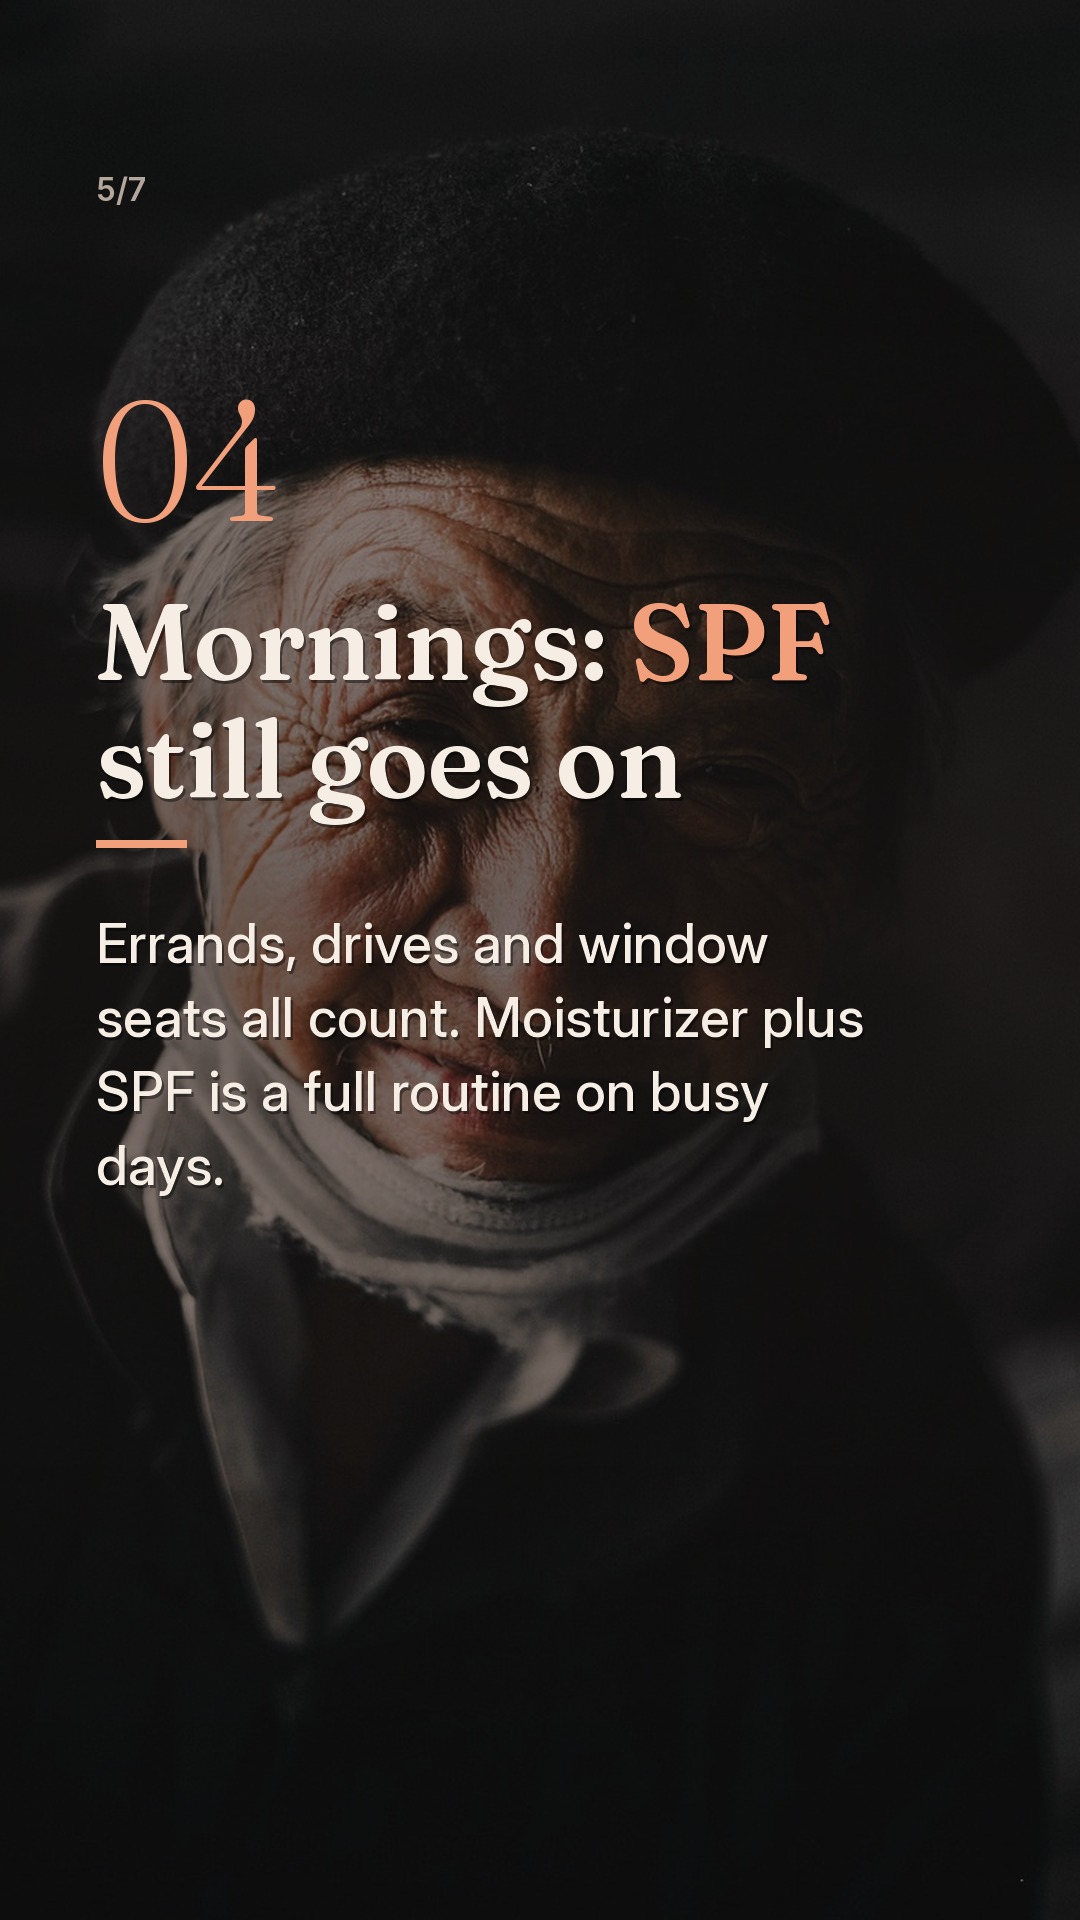 5/7
04
Mornings: SPF
still goes on
Errands, drives and window
seats all count. Moisturizer plus
SPF is a full routine on busy
days.